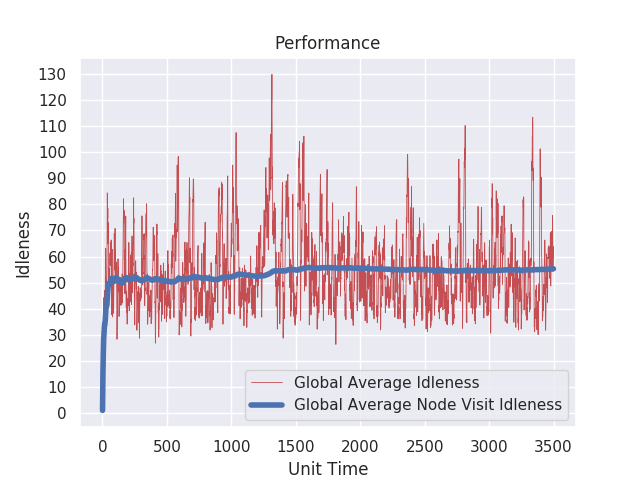 Performance
130
120
110
100
90
80
70
60
50
40
30
20
10
0
Idleness
0 500 1000 1500 2000 2500 3000 3500
Unit Time
Global Average Idleness
Global Average Node Visit Idleness